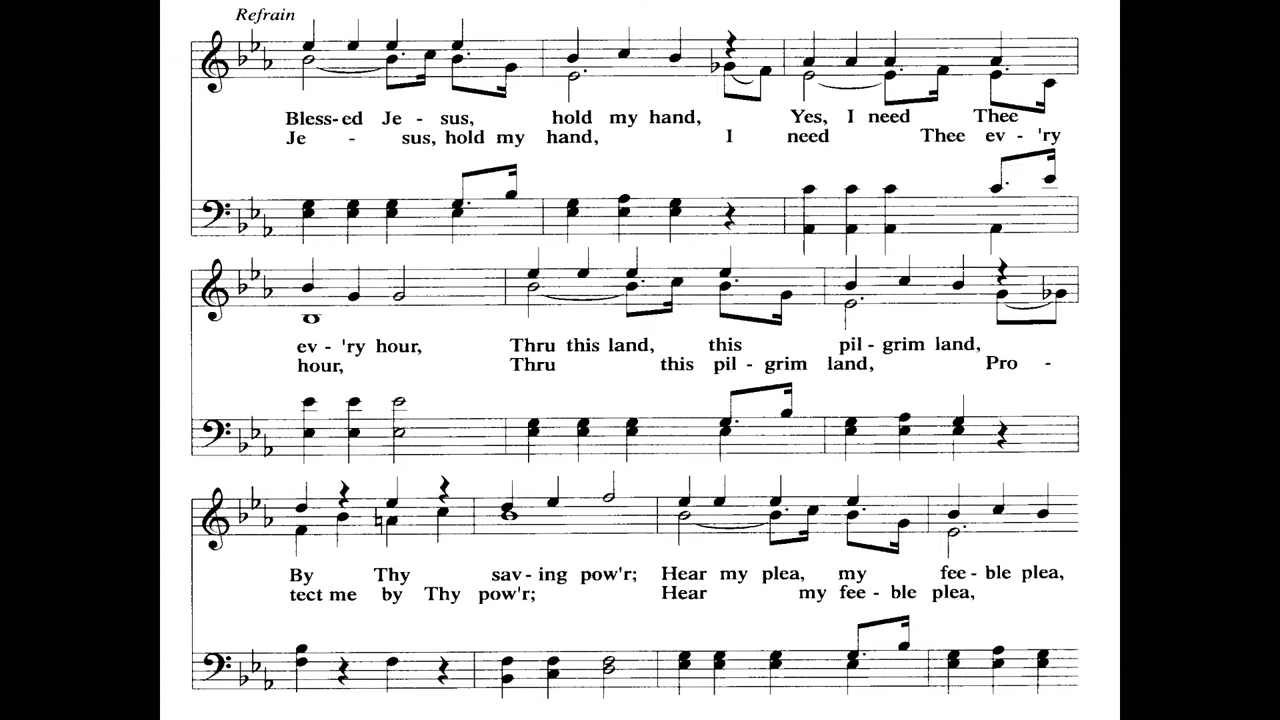 Refrain
Bless-ed Je - sus, hold my hand, Yes, I need Thee
Je - sus, hold my hand, I need Thee ev - 'ry
ev - 'ry hour, Thru this land, this pil - grim land,
hour, Thru this pil - grim land, Pro -
By Thy sav - ing pow'r; Hear my plea, my fee - ble plea,
tect me by Thy pow'r; Hear my fee - ble plea,